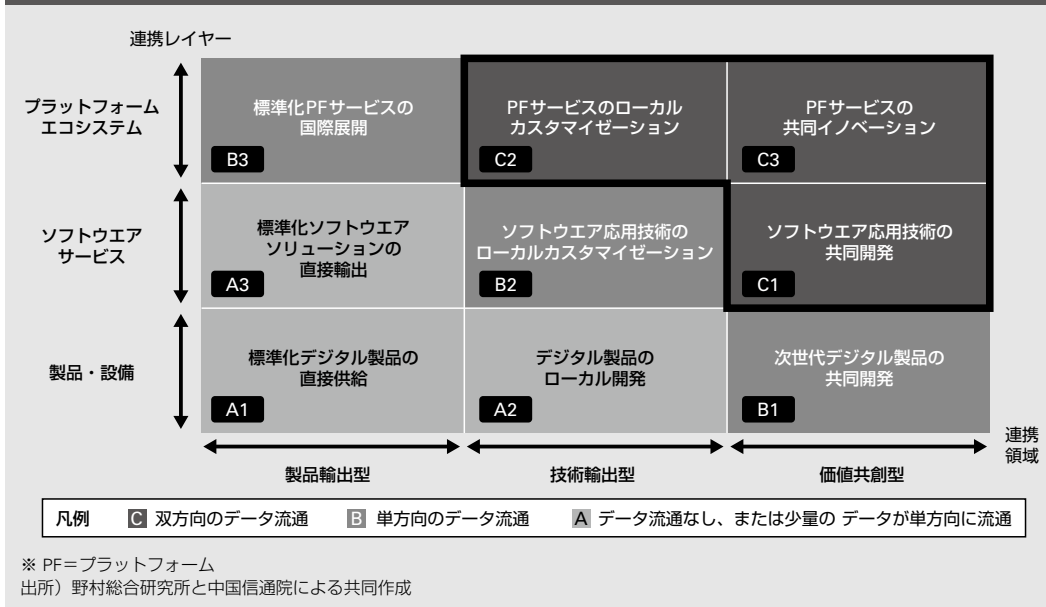 連携レイヤー
プラットフォーム
エコシステム
標準化PFサービスの
国際展開
B3
PFサービスのローカル
カスタマイゼーション
C2
PFサービスの
共同イノベーション
C3
ソフトウエア
サービス
標準化ソフトウエア
ソリューションの
直接輸出
A3
ソフトウエア応用技術の
ローカルカスタマイゼーション
B2
ソフトウエア応用技術の
共同開発
C1
製品・設備
標準化デジタル製品の
直接供給
A1
デジタル製品の
ローカル開発
A2
次世代デジタル製品の
共同開発
B1
連携
領域
製品輸出型
技術輸出型
価値共創型
凡例 C 双方向のデータ流通 B 単方向のデータ流通 A データ流通なし、または少量の データが単方向に流通
※ PF＝プラットフォーム
出所）野村総合研究所と中国信通院による共同作成